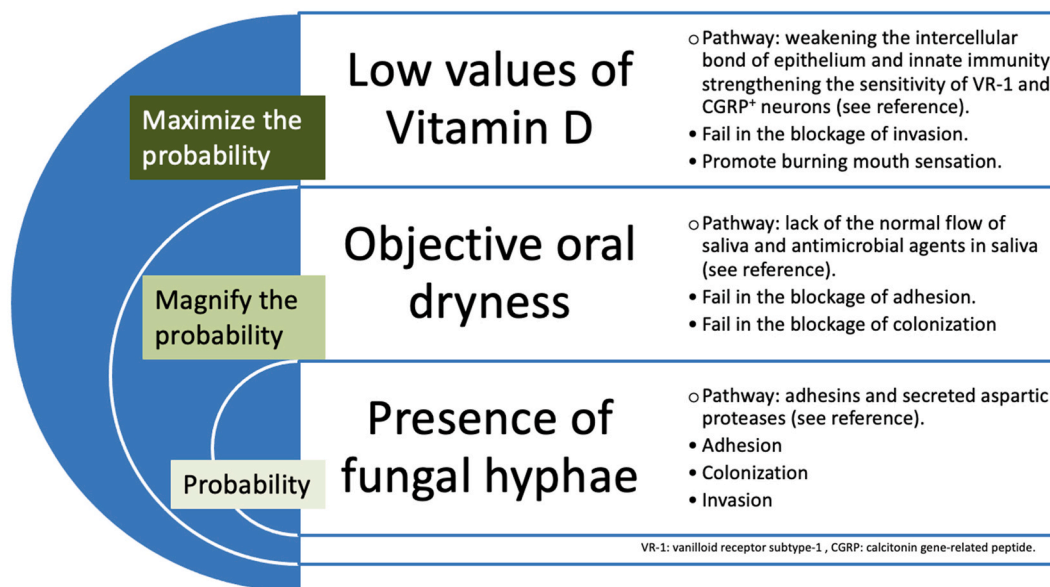 Maximize the
probability
Low values of
Vitamin D
○ Pathway: weakening the intercellular
bond of epithelium and innate immunity
strengthening the sensitivity of VR-1 and
CGRP⁺ neurons (see reference).
• Fail in the blockage of invasion.
• Promote burning mouth sensation.
Magnify the
probability
Objective oral
dryness
○ Pathway: lack of the normal flow of
saliva and antimicrobial agents in saliva
(see reference).
• Fail in the blockage of adhesion.
• Fail in the blockage of colonization
Probability
Presence of
fungal hyphae
○ Pathway: adhesins and secreted aspartic
proteases (see reference).
• Adhesion
• Colonization
• Invasion
VR-1: vanilloid receptor subtype-1 , CGRP: calcitonin gene-related peptide.